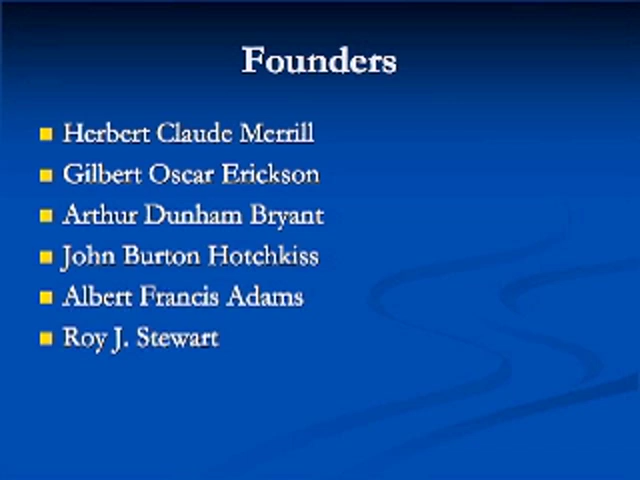 Founders
Herbert Claude Merrill
Gilbert Oscar Erickson
Arthur Dunham Bryant
John Burton Hotchkiss
Albert Francis Adams
Roy J. Stewart